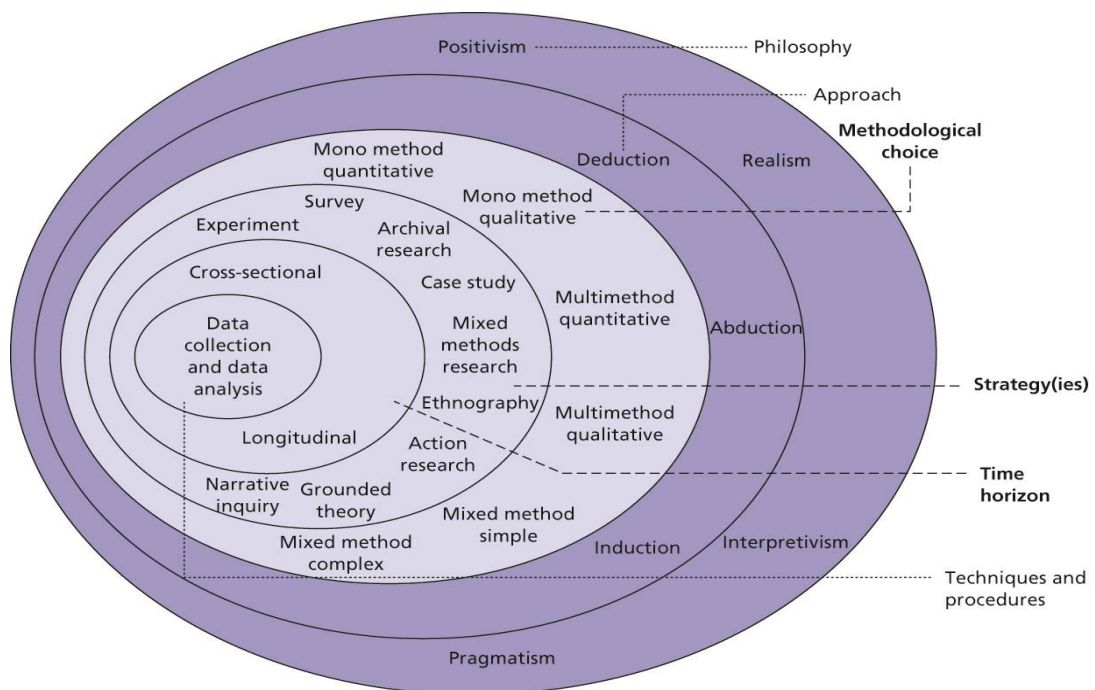 Positivism
Philosophy
Approach
Methodological
choice
Deduction
Realism
Mono method
quantitative
Mono method
qualitative
Survey
Experiment
Archival
research
Cross-sectional
Case study
Multimethod
quantitative
Data
collection
and data
analysis
Mixed
methods
research
Abduction
Strategy(ies)
Ethnography
Multimethod
qualitative
Longitudinal
Action
research
Time
horizon
Narrative
inquiry
Grounded
theory
Mixed method
simple
Mixed method
complex
Induction
Interpretivism
Techniques and
procedures
Pragmatism